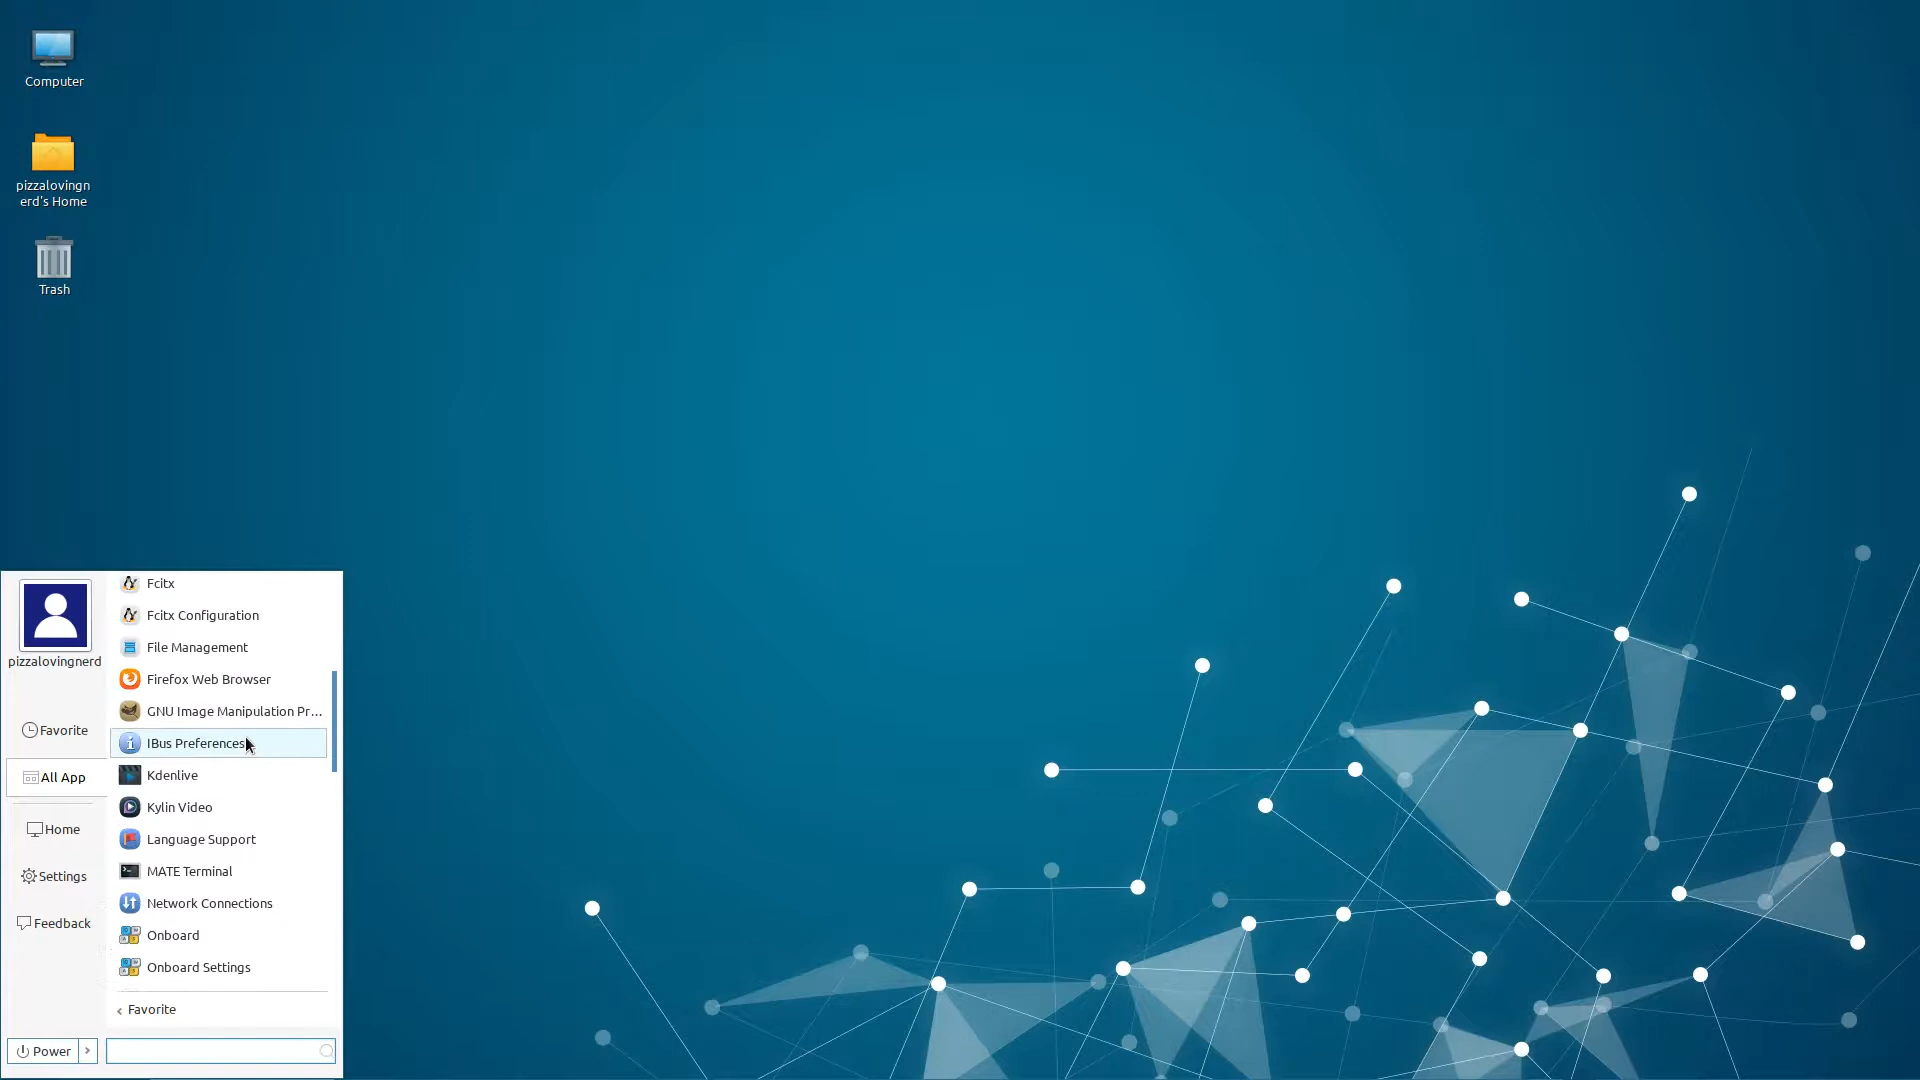 Computer
pizzalovingn
erd's Home
Trash
pizzalovingnerd
Favorite
All App
Home
Settings
Feedback
Power
Fcitx
Fcitx Configuration
File Management
Firefox Web Browser
GNU Image Manipulation Pr...
IBus Preferences
Kdenlive
Kylin Video
Language Support
MATE Terminal
Network Connections
Onboard
Onboard Settings
Favorite